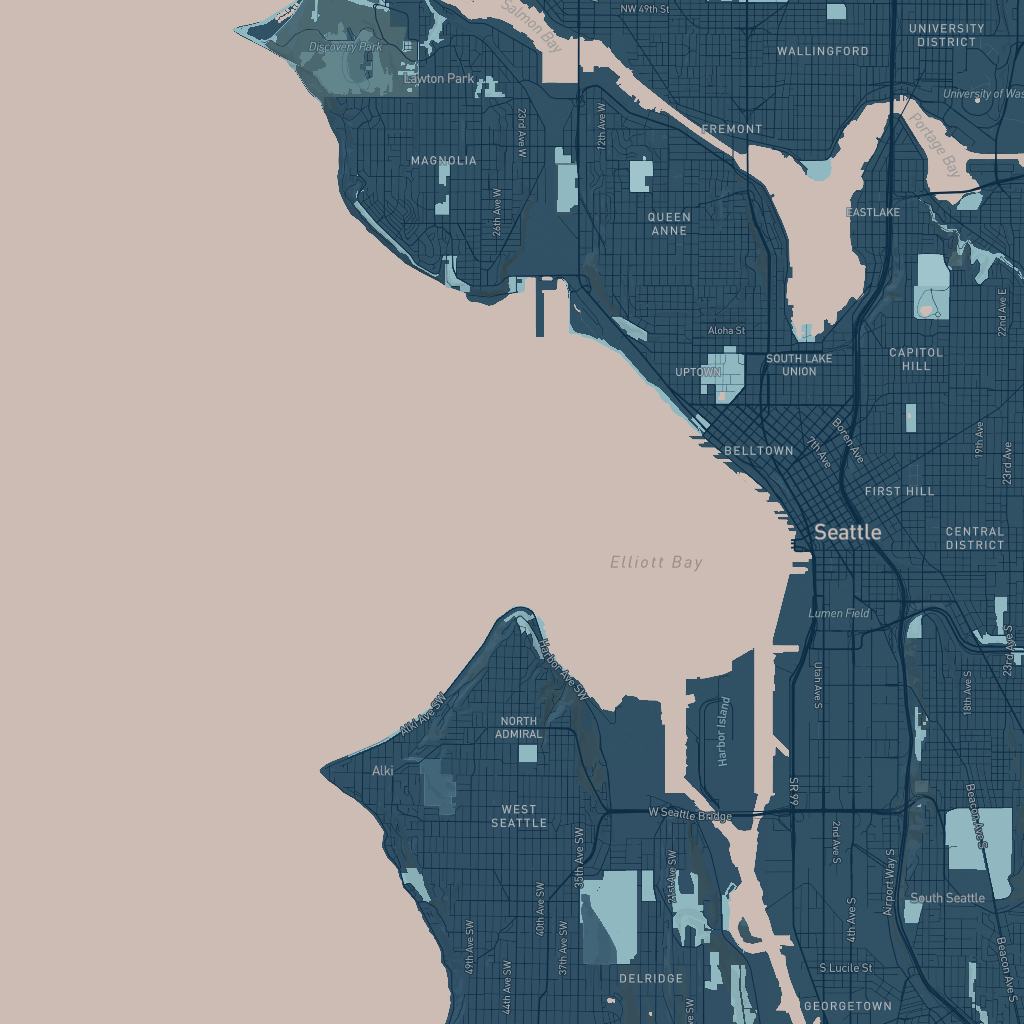 Salmon Bay
NW 49th St
UNIVERSITY
DISTRICT
WALLINGFORD
Discovery Park
Lawton Park
University of Was
23rd Ave W
12th Ave W
FREMONT
Portage Bay
MAGNOLIA
26th Ave W
QUEEN
ANNE
EASTLAKE
22nd Ave E
Aloha St
SOUTH LAKE
UNION
CAPITOL
HILL
UPTOWN
Boren Ave
7th Ave
BELLTOWN
19th Ave
23rd Ave
FIRST HILL
Seattle
CENTRAL
DISTRICT
Elliott Bay
Lumen Field
23rd Ave S
Harbor Ave SW
Utah Ave S
18th Ave S
Alki Ave SW
NORTH
ADMIRAL
Harbor Island
Alki
SR 99
WEST
SEATTLE
W Seattle Bridge
Beacon Ave S
2nd Ave S
35th Ave SW
21st Ave SW
Airport Way S
South Seattle
40th Ave SW
4th Ave S
49th Ave SW
37th Ave SW
44th Ave SW
S Lucile St
Beacon Ave S
DELRIDGE
ve SW
GEORGETOWN